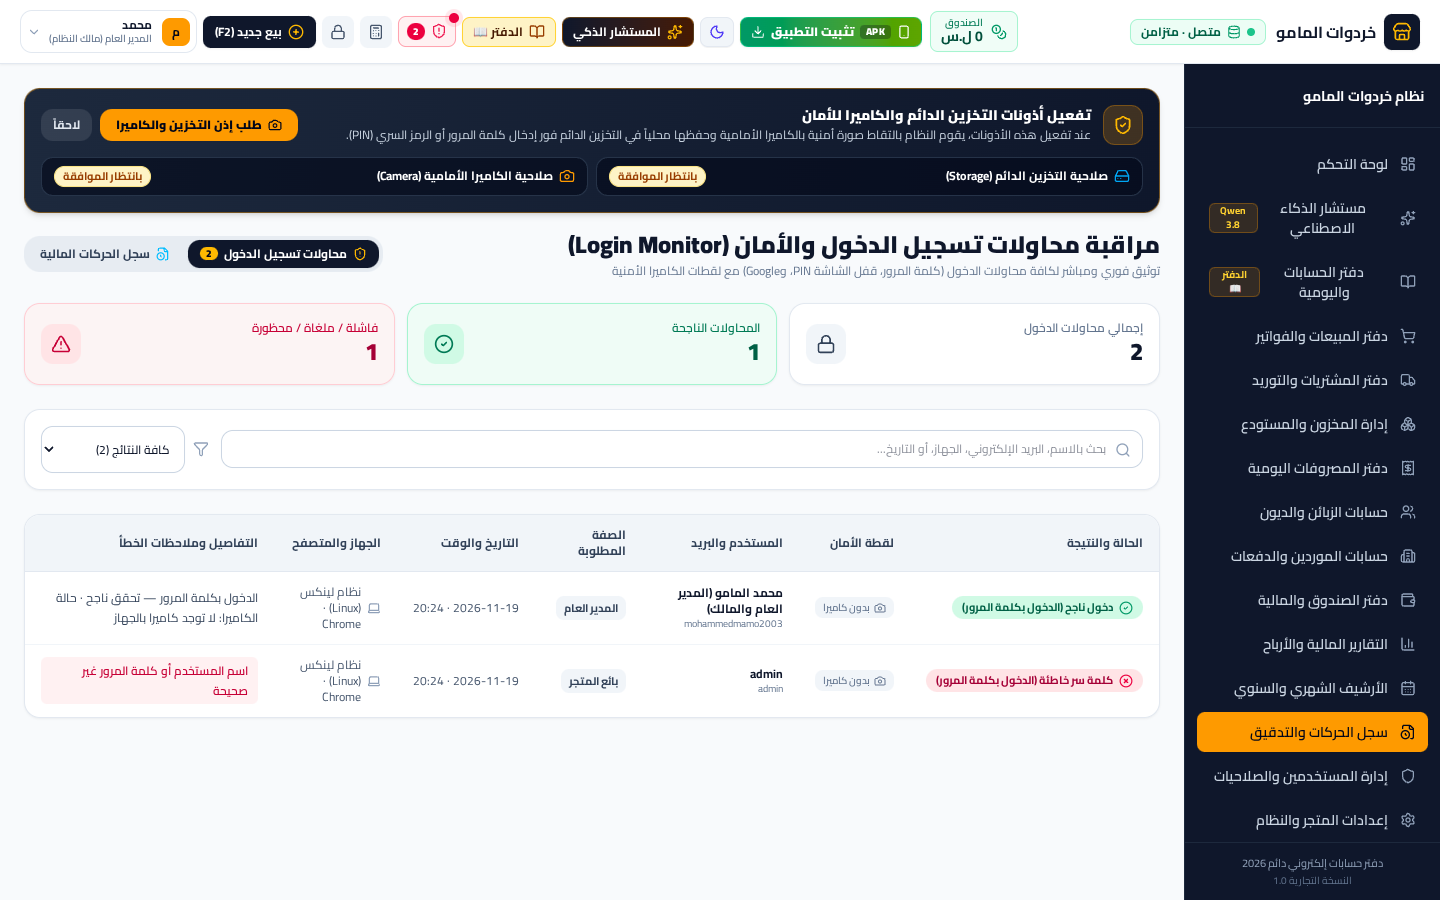 خردوات المامو
متصل · متزامن
الصندوق
0 ل.س
تثبيت التطبيق APK
المستشار الذكي
الدفتر 📖
2
بيع جديد (F2)
م
محمد
المدير العام (مالك النظام)
نظام خردوات المامو
لوحة التحكم
مستشار الذكاء
الاصطناعي
Qwen
3.8
دفتر الحسابات
واليومية
الدفتر
📖
دفتر المبيعات والفواتير
دفتر المشتريات والتوريد
إدارة المخزون والمستودع
دفتر المصروفات اليومية
حسابات الزبائن والديون
حسابات الموردين والدفعات
دفتر الصندوق والمالية
التقارير المالية والأرباح
الأرشيف الشهري والسنوي
سجل الحركات والتدقيق
إدارة المستخدمين والصلاحيات
إعدادات المتجر والنظام
دفتر حسابات إلكتروني دائم 2026
النسخة التجارية 1.0
تفعيل أذونات التخزين الدائم والكاميرا للأمان
عند تفعيل هذه الأذونات، يقوم النظام بالتقاط صورة أمنية بالكاميرا الأمامية وحفظها محلياً في التخزين الدائم فور إدخال كلمة المرور أو الرمز السري (PIN).
طلب إذن التخزين والكاميرا
لاحقاً
صلاحية التخزين الدائم (Storage)
بانتظار الموافقة
صلاحية الكاميرا الأمامية (Camera)
بانتظار الموافقة
مراقبة محاولات تسجيل الدخول والأمان (Login Monitor)
توثيق فوري ومباشر لكافة محاولات الدخول (كلمة المرور، قفل الشاشة PIN، وGoogle) مع لقطات الكاميرا الأمنية
محاولات تسجيل الدخول 2
سجل الحركات المالية
إجمالي محاولات الدخول
2
المحاولات الناجحة
1
فاشلة / ملغاة / محظورة
1
بحث بالاسم، البريد الإلكتروني، الجهاز، أو التاريخ...
كافة النتائج (2)
الحالة والنتيجة
لقطة الأمان
المستخدم والبريد
الصفة
المطلوبة
التاريخ والوقت
الجهاز والمتصفح
التفاصيل وملاحظات الخطأ
دخول ناجح (الدخول بكلمة المرور)
بدون كاميرا
محمد المامو (المدير
العام والمالك)
mohammedmamo2003
المدير العام
2026-11-19 · 20:24
نظام لينكس
(Linux) ·
Chrome
الدخول بكلمة المرور — تحقق ناجح · حالة
الكاميرا: لا توجد كاميرا بالجهاز
كلمة سر خاطئة (الدخول بكلمة المرور)
بدون كاميرا
admin
admin
بائع المتجر
2026-11-19 · 20:24
نظام لينكس
(Linux) ·
Chrome
اسم المستخدم أو كلمة المرور غير
صحيحة